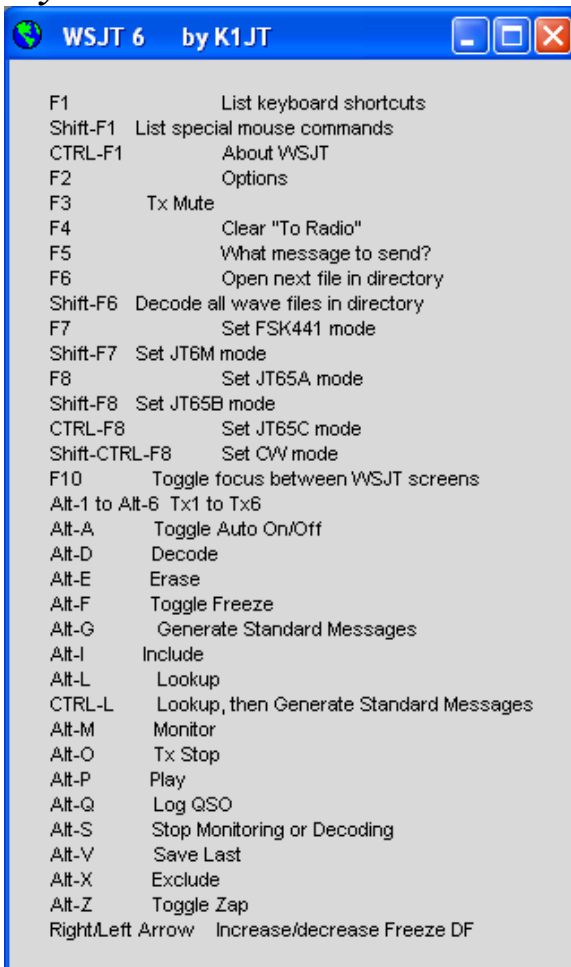 WSJT 6 by K1JT
F1 List keyboard shortcuts
Shift-F1 List special mouse commands
CTRL-F1 About WSJT
F2 Options
F3 Tx Mute
F4 Clear "To Radio"
F5 What message to send?
F6 Open next file in directory
Shift-F6 Decode all wave files in directory
F7 Set FSK441 mode
Shift-F7 Set JT6M mode
F8 Set JT65A mode
Shift-F8 Set JT65B mode
CTRL-F8 Set JT65C mode
Shift-CTRL-F8 Set CW mode
F10 Toggle focus between WSJT screens
Alt-1 to Alt-6 Tx1 to Tx6
Alt-A Toggle Auto On/Off
Alt-D Decode
Alt-E Erase
Alt-F Toggle Freeze
Alt-G Generate Standard Messages
Alt-I Include
Alt-L Lookup
CTRL-L Lookup, then Generate Standard Messages
Alt-M Monitor
Alt-O Tx Stop
Alt-P Play
Alt-Q Log QSO
Alt-S Stop Monitoring or Decoding
Alt-V Save Last
Alt-X Exclude
Alt-Z Toggle Zap
Right/Left Arrow Increase/decrease Freeze DF